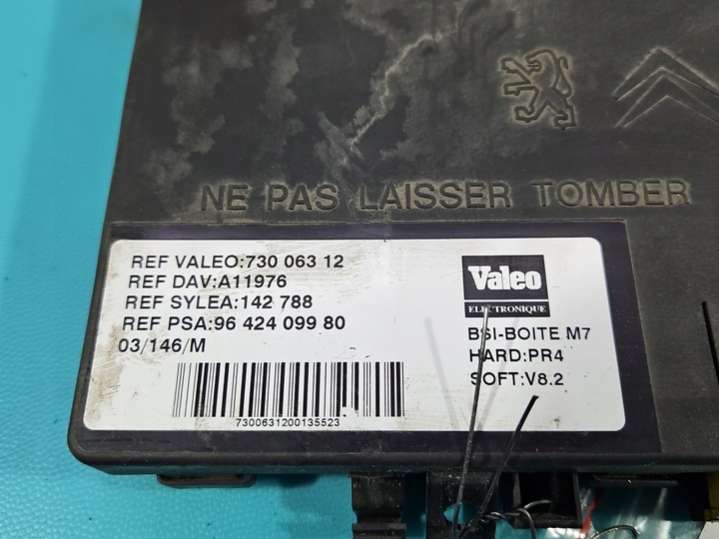 NE PAS LAISSER TOMBER
REF VALEO:730 063 12
REF DAV:A11976
REF SYLEA:142 788
REF PSA:96 424 099 80
03/146/M
7300631200135523
Valeo
ELECTRONIQUE
BSI-BOITE M7
HARD:PR4
SOFT:V8.2